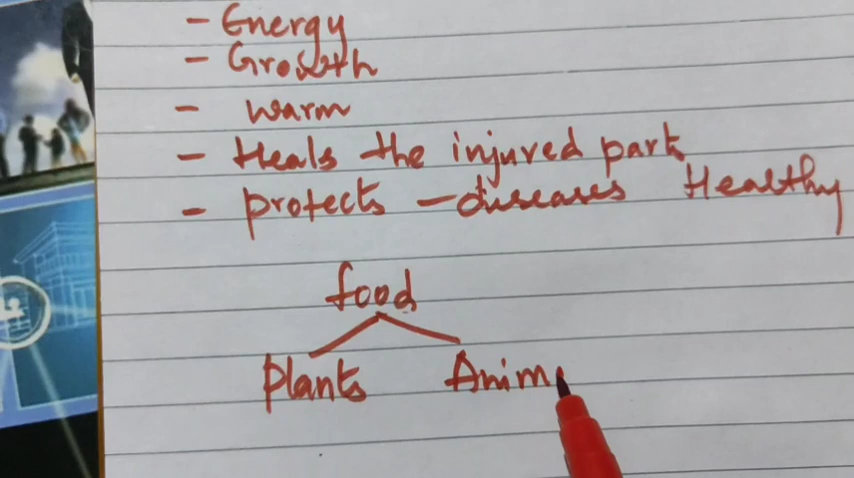 - Energy
- Growth
- warm
- Heals the injured part
- protects - diseases Healthy
food
plants Anim